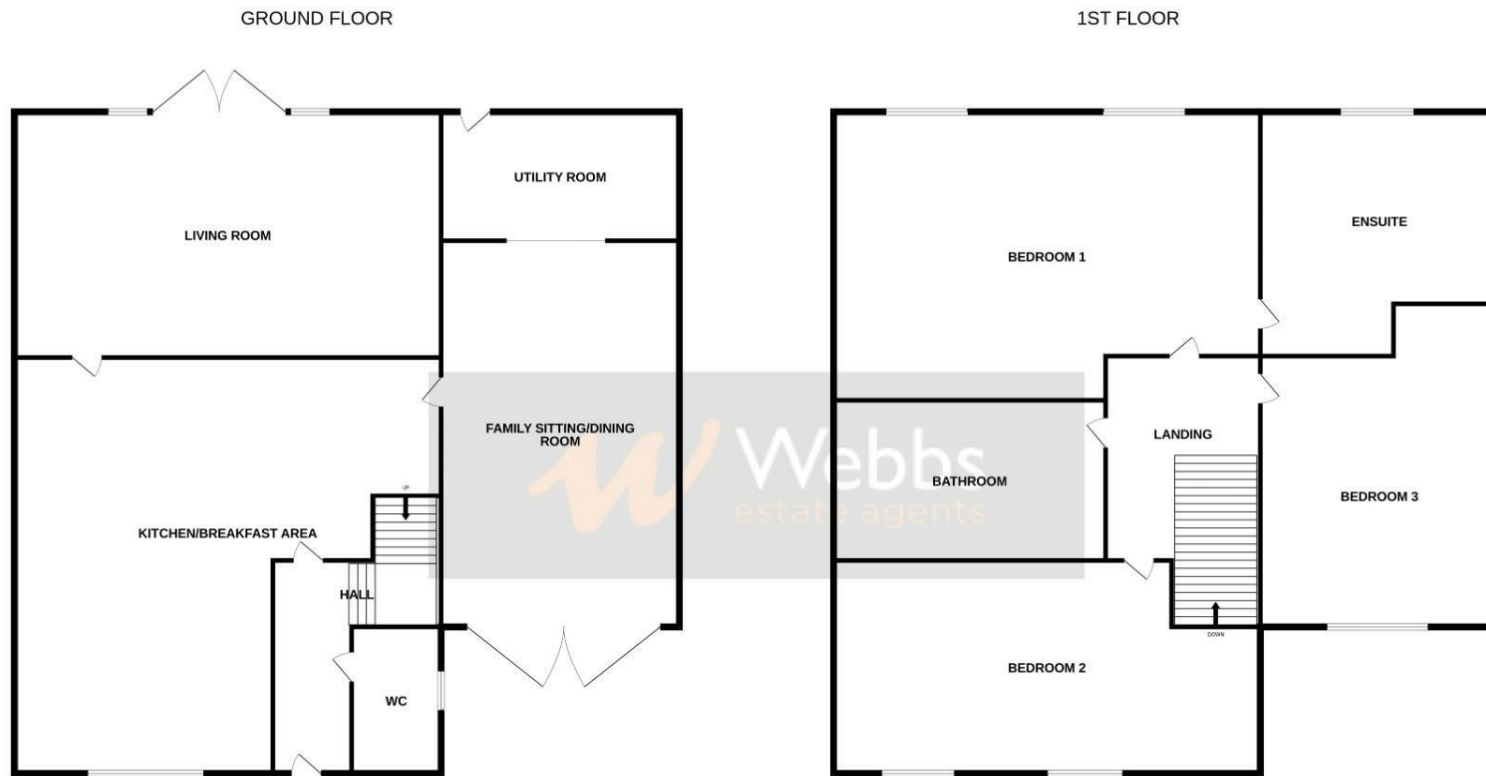 GROUND FLOOR
1ST FLOOR
UTILITY ROOM
LIVING ROOM
FAMILY SITTING/DINING
ROOM
UP
KITCHEN/BREAKFAST AREA
HALL
WC
ENSUITE
BEDROOM 1
LANDING
BATHROOM
BEDROOM 3
DOWN
BEDROOM 2
w Webbs
estate agents